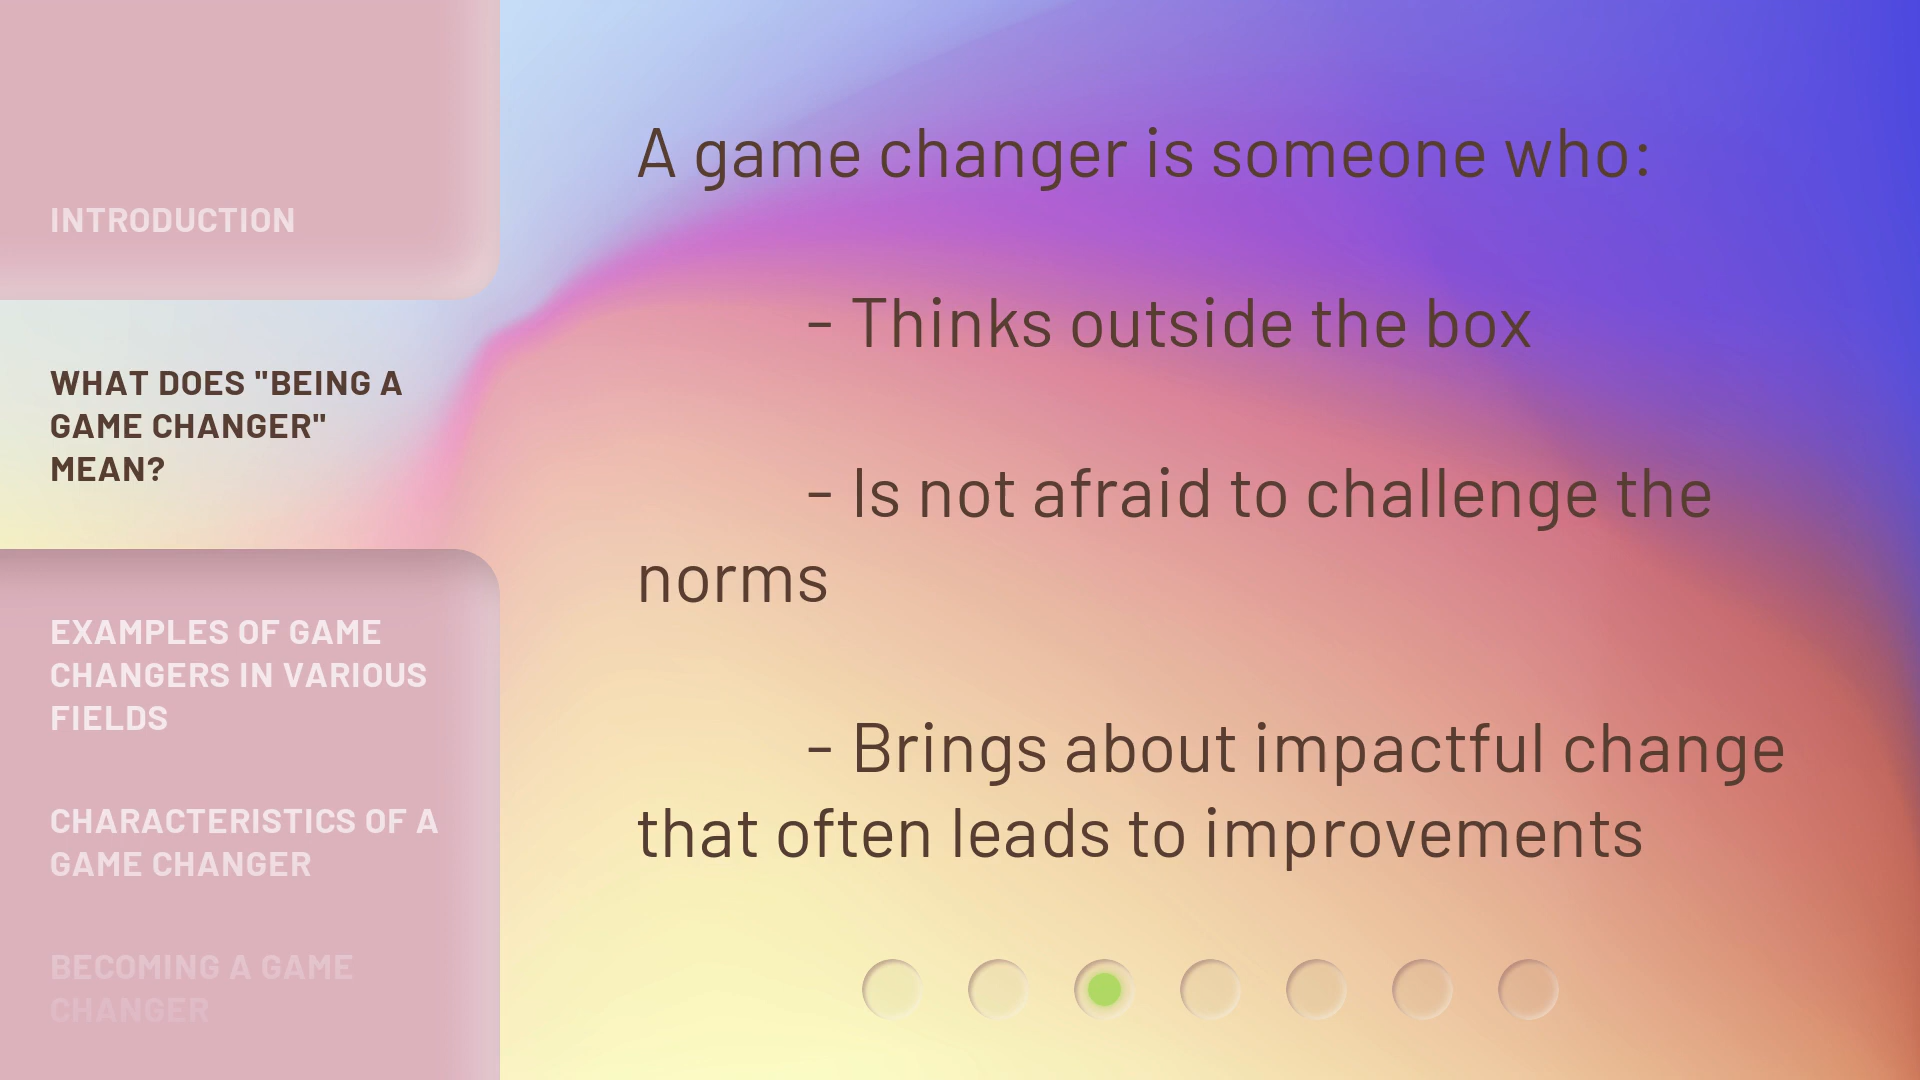 INTRODUCTION
WHAT DOES "BEING A
GAME CHANGER"
MEAN?
EXAMPLES OF GAME
CHANGERS IN VARIOUS
FIELDS
CHARACTERISTICS OF A
GAME CHANGER
BECOMING A GAME
CHANGER
A game changer is someone who:
- Thinks outside the box
- Is not afraid to challenge the
norms
- Brings about impactful change
that often leads to improvements